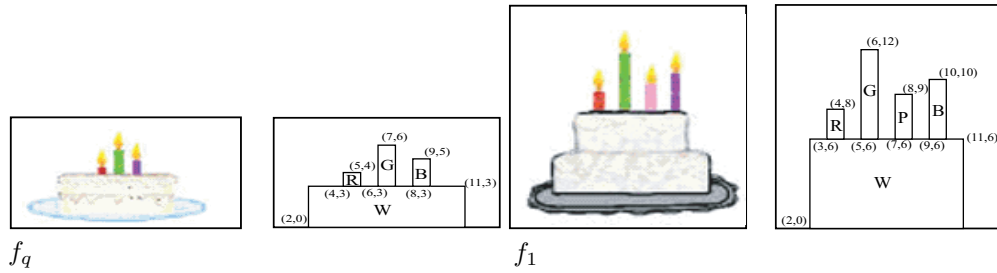 (7,6)
(5,4) G (9,5)
R B
(4,3) (6,3) (8,3) (11,3)
W
(2,0)
f_q
(6,12)
(10,10)
(4,8) G (8,9)
R P B
(3,6) (5,6) (7,6) (9,6) (11,6)
W
(2,0)
f_1